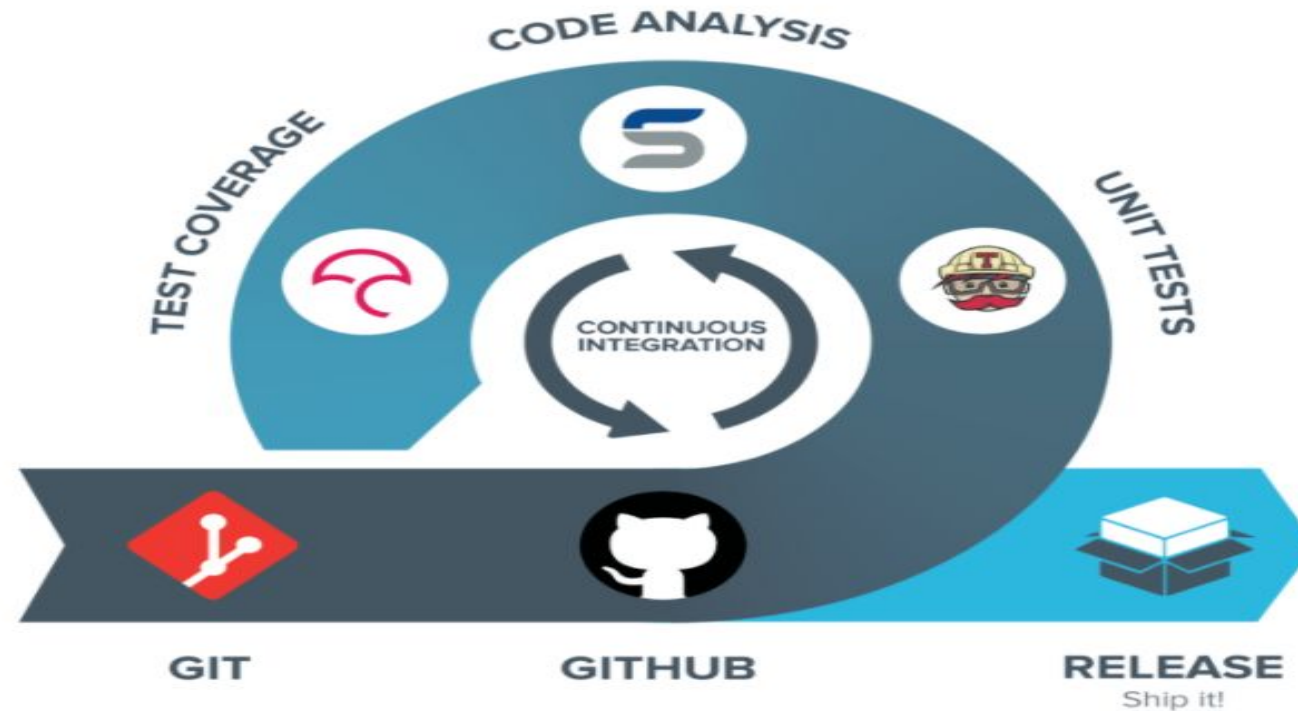 CODE ANALYSIS
TEST COVERAGE
UNIT TESTS
T
CONTINUOUS
INTEGRATION
GIT
GITHUB
RELEASE
Ship it!